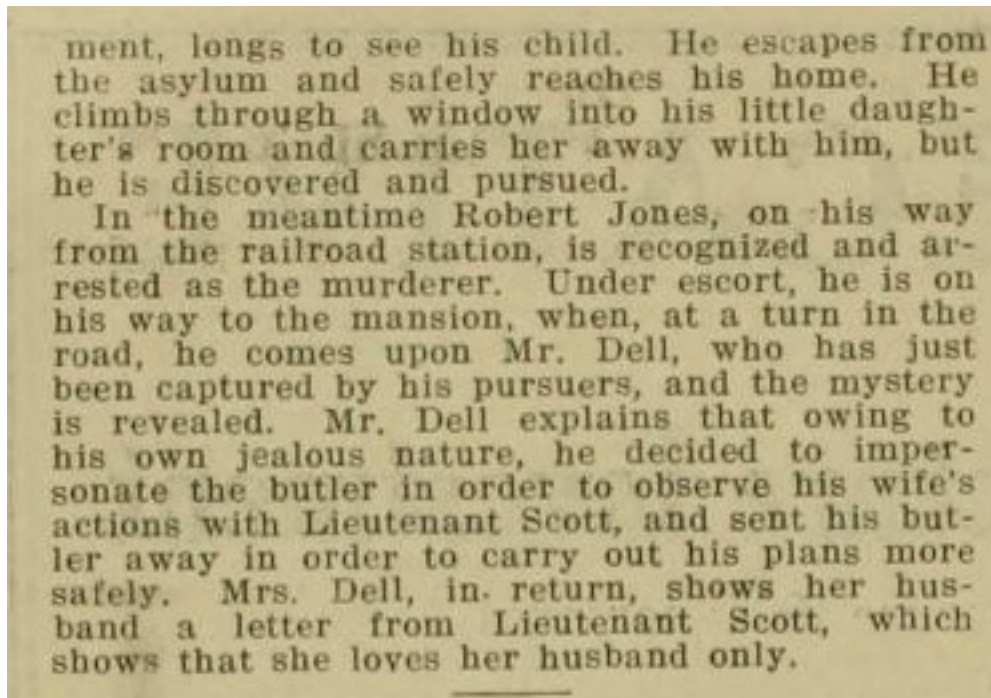 ment, longs to see his child. He escapes from
the asylum and safely reaches his home. He
climbs through a window into his little daugh-
ter's room and carries her away with him, but
he is discovered and pursued.
In the meantime Robert Jones, on his way
from the railroad station, is recognized and ar-
rested as the murderer. Under escort, he is on
his way to the mansion, when, at a turn in the
road, he comes upon Mr. Dell, who has just
been captured by his pursuers, and the mystery
is revealed. Mr. Dell explains that owing to
his own jealous nature, he decided to imper-
sonate the butler in order to observe his wife's
actions with Lieutenant Scott, and sent his but-
ler away in order to carry out his plans more
safely. Mrs. Dell, in return, shows her hus-
band a letter from Lieutenant Scott, which
shows that she loves her husband only.